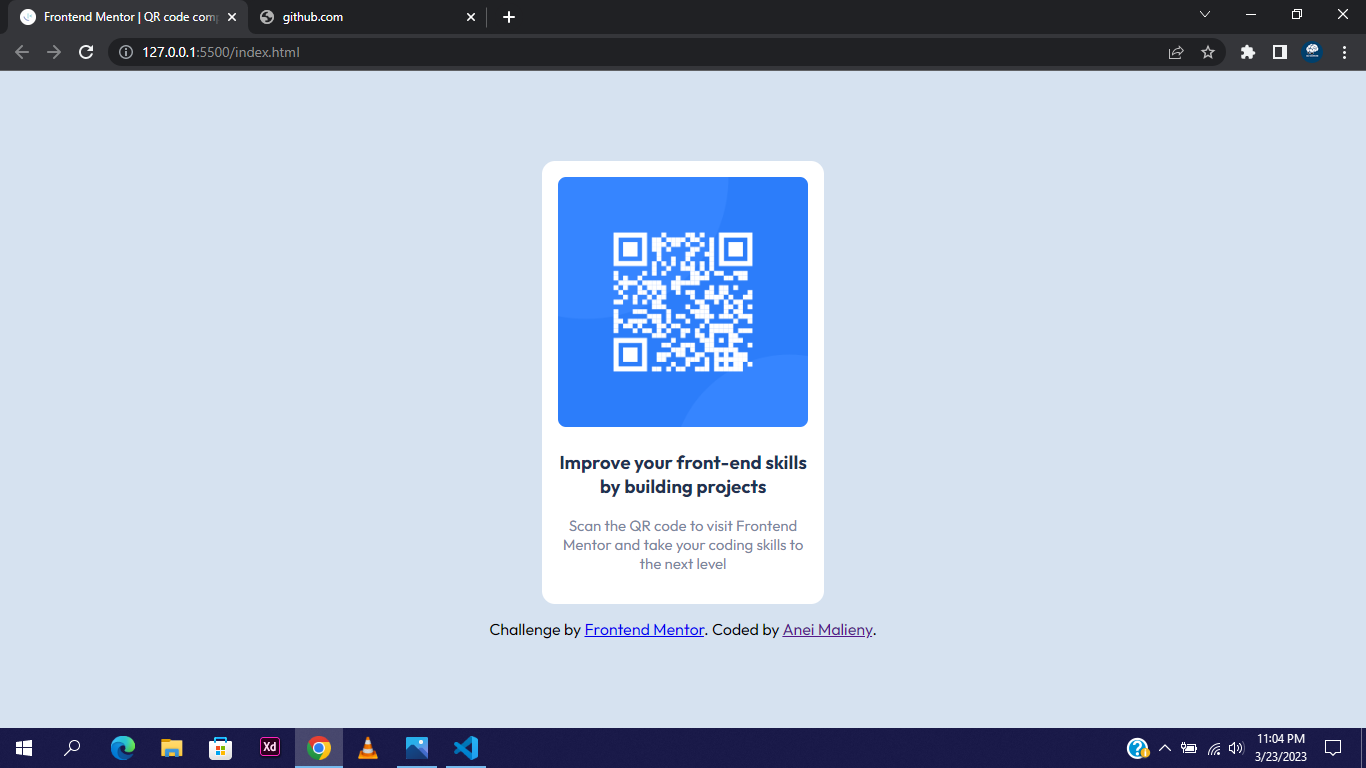 Frontend Mentor | QR code com
github.com
127.0.0.1:5500/index.html
Improve your front-end skills
by building projects
Scan the QR code to visit Frontend
Mentor and take your coding skills to
the next level
Challenge by Frontend Mentor. Coded by Anei Malieny.
Xd
11:04 PM
3/23/2023